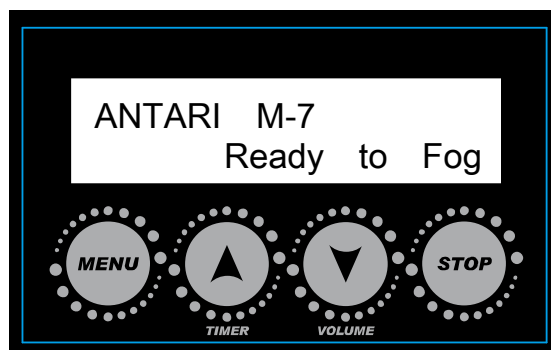 ANTARI M-7
Ready to Fog
MENU
STOP
TIMER
VOLUME